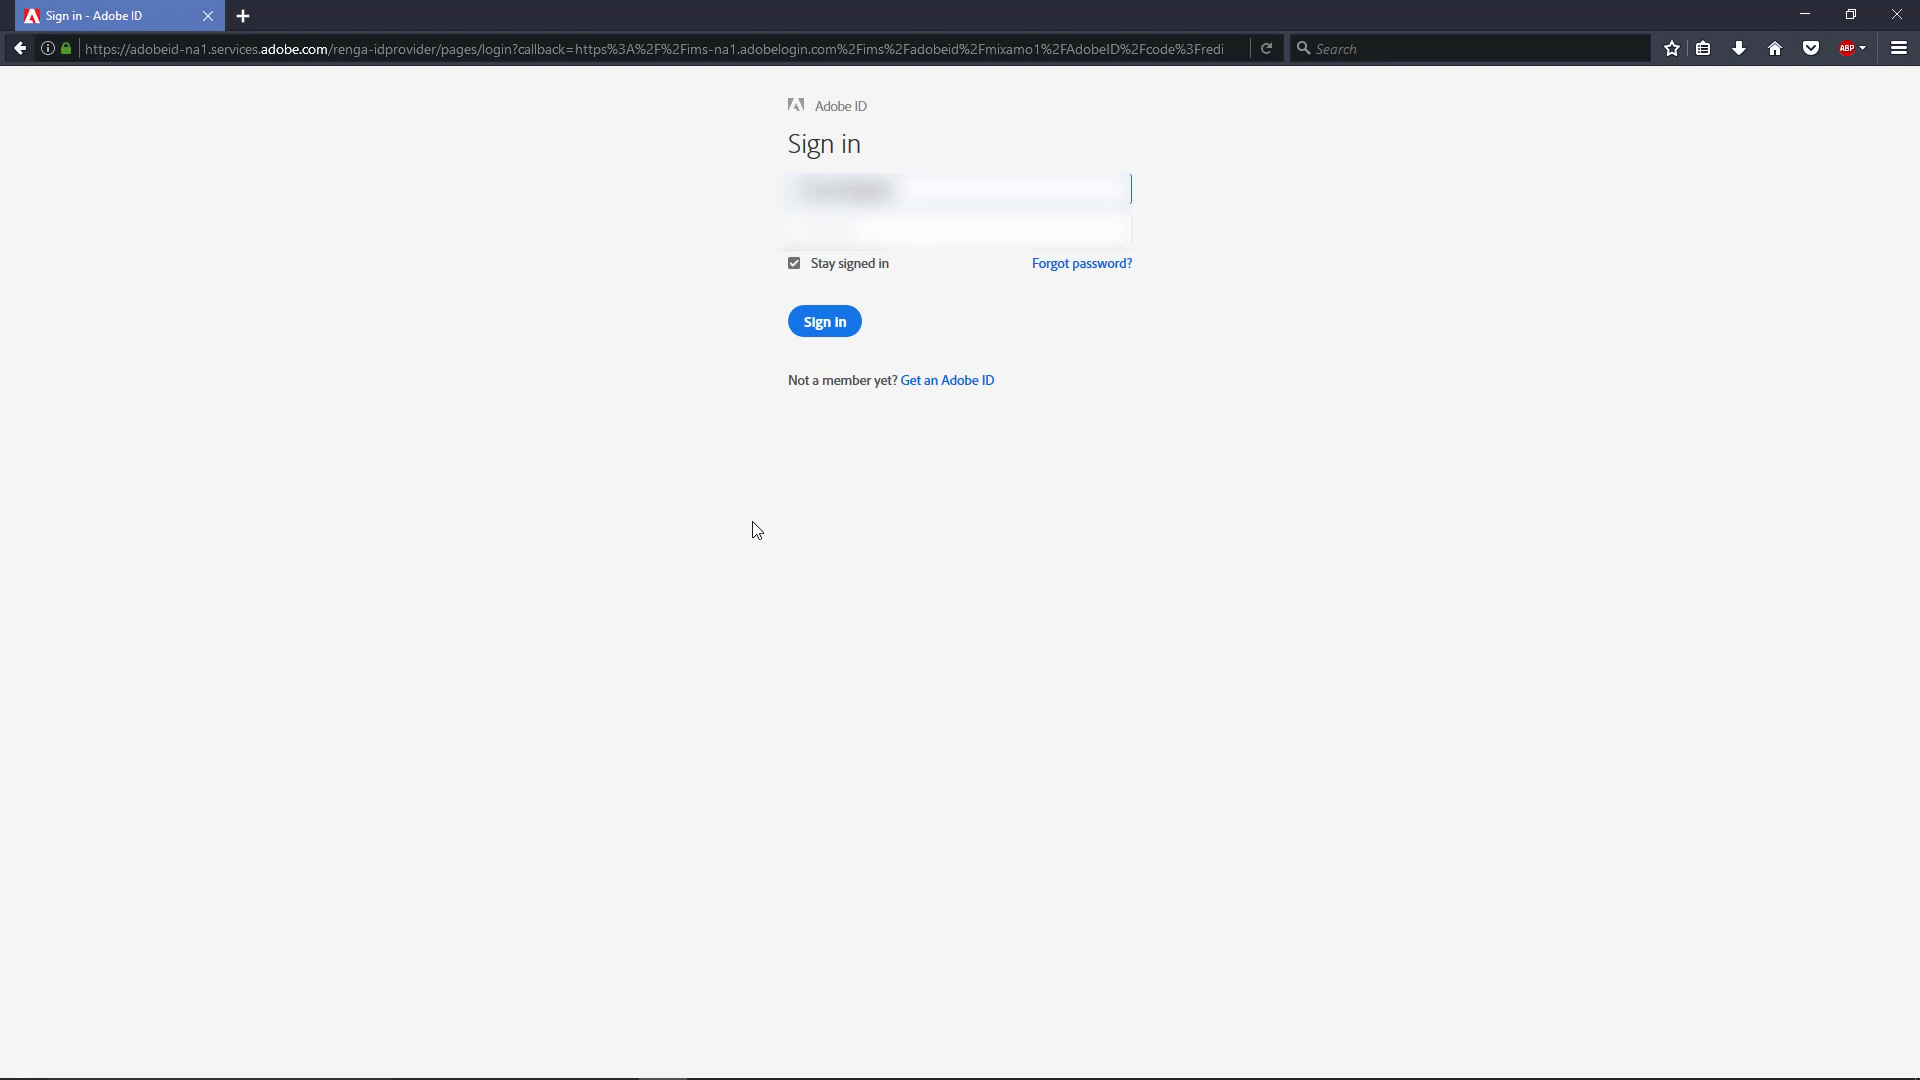 Sign in - Adobe ID
https://adobeid-na1.services.adobe.com/renga-idprovider/pages/login?callback=https%3A%2F%2Fims-na1.adobelogin.com%2Fims%2Fadobeid%2Fmixamo1%2FAdobeID%2Fcode%3Fredi
Search
ABP
Adobe ID
Sign in
Stay signed in
Forgot password?
Sign in
Not a member yet? Get an Adobe ID